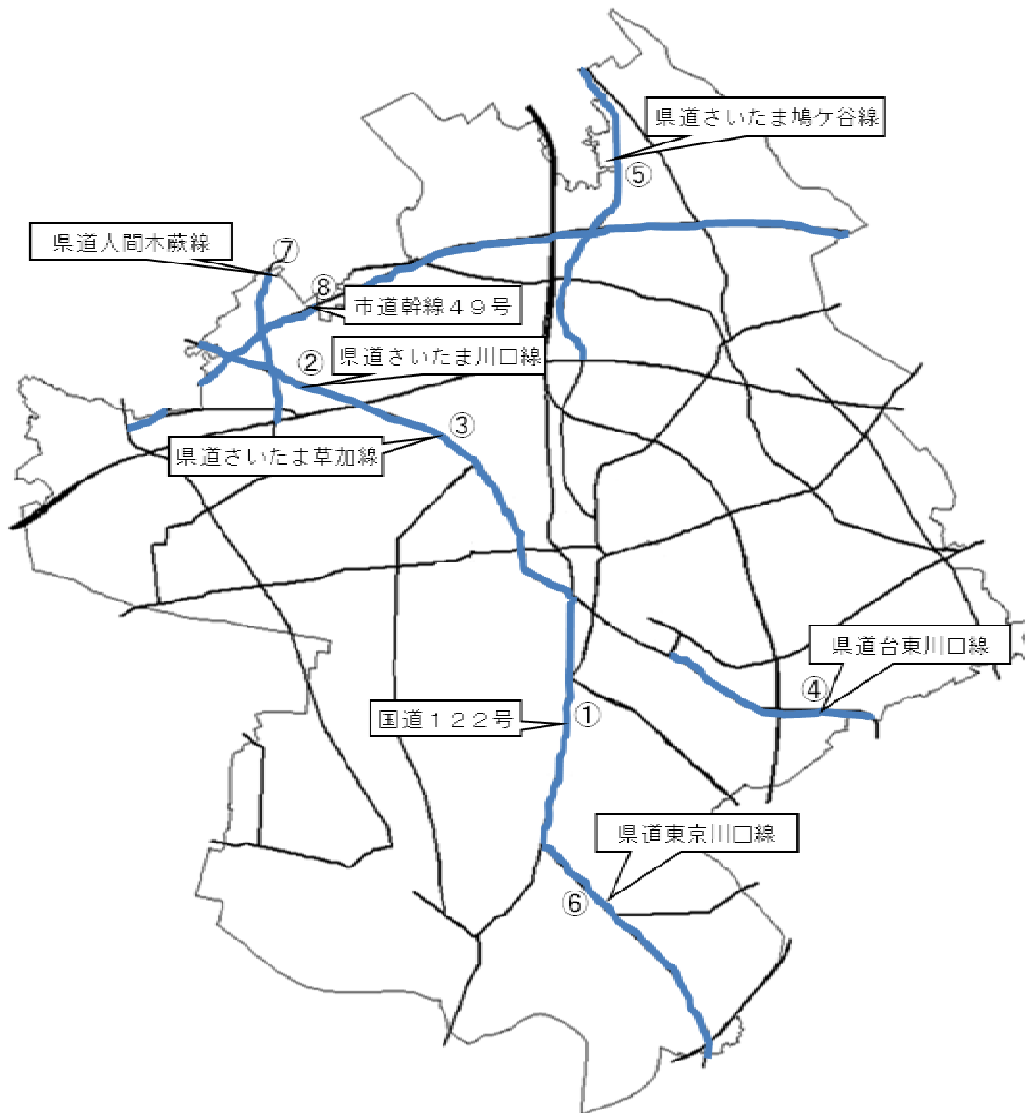 県道さいたま鳩ケ谷線
⑤
県道人間木蕨線
⑦
⑧
市道幹線49号
②
県道さいたま川口線
③
県道さいたま草加線
県道台東川口線
④
国道122号
①
県道東京川口線
⑥